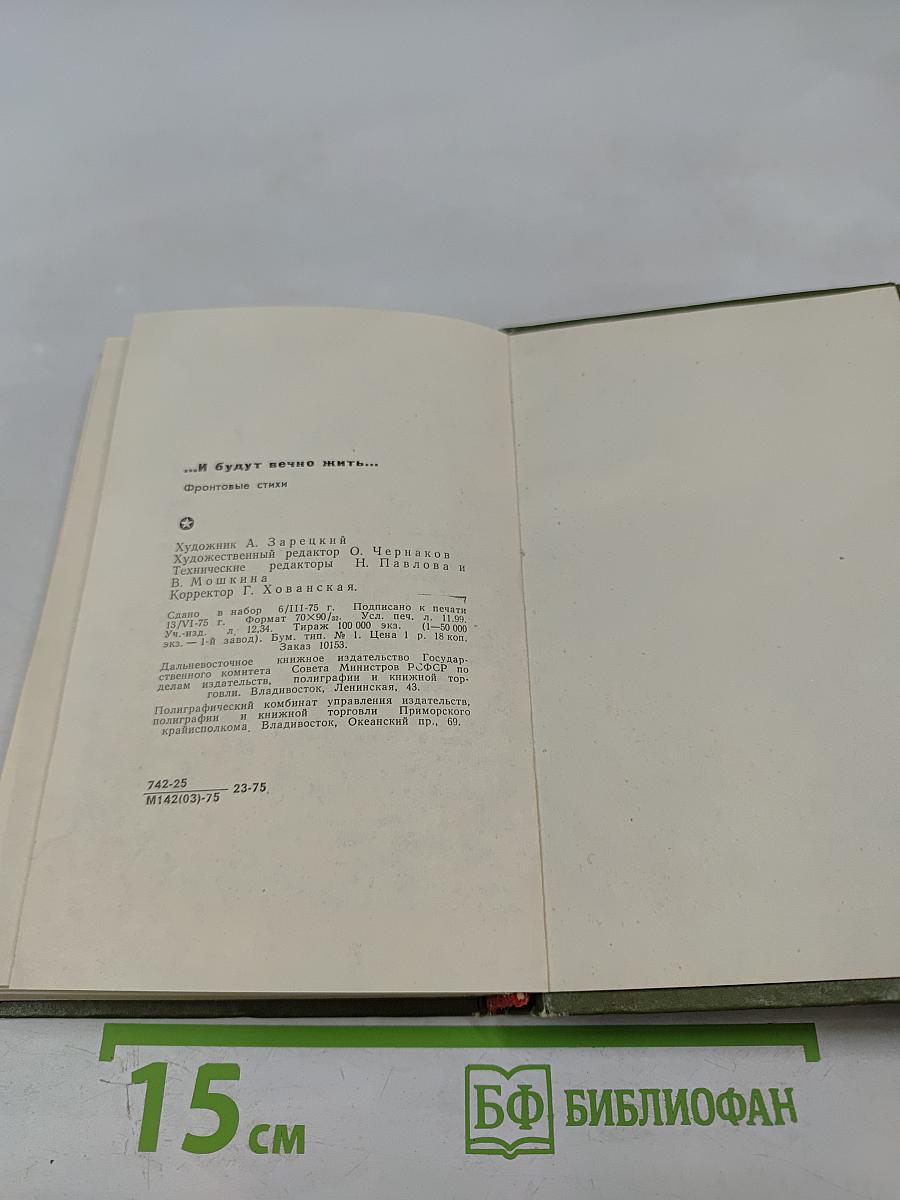 ...И будут вечно жить...
Фронтовые стихи
Художник А. Зарецкий
Художественный редактор О. Чернаков
Технические редакторы Н. Павлова и
В. Мошкина
Корректор Г. Хованская.
Сдано в набор 6/III-75 г. Подписано к печати
13/VI-75 г. Формат 70×90/32. Усл. печ. л. 11.99.
Уч.-изд. л. 12,34. Тираж 100 000 экз. (1—50 000
экз. — 1-й завод). Бум. тип. № 1. Цена 1 р. 18 коп.
Заказ 10153.
Дальневосточное книжное издательство Государ-
ственного комитета Совета Министров РСФСР по
делам издательств, полиграфии и книжной тор-
говли. Владивосток, Ленинская, 43.
Полиграфический комбинат управления издательств,
полиграфии и книжной торговли Приморского
крайисполкома. Владивосток, Океанский пр., 69.
742-25
М142(03)-75 23-75
15 см
БФ БИБЛИОФАН